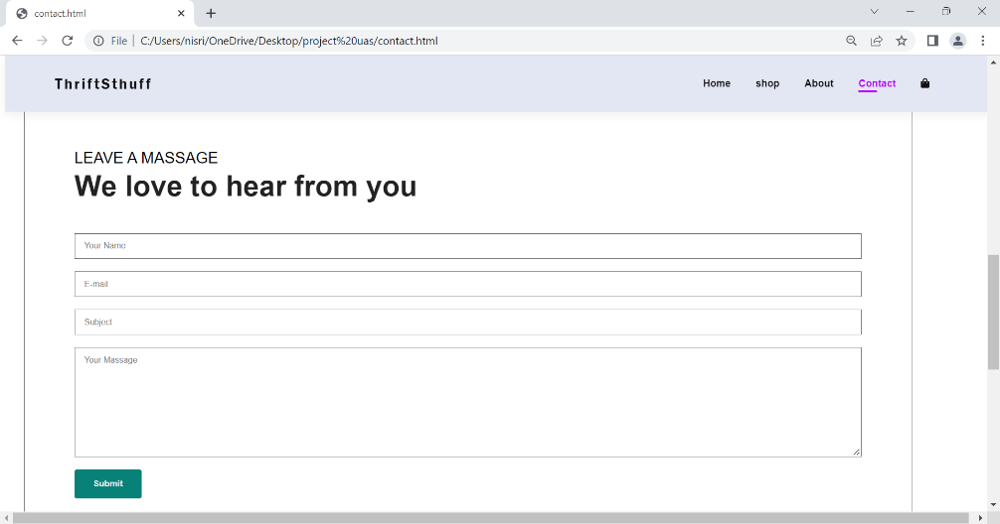 contact.html
File | C:/Users/nisri/OneDrive/Desktop/project%20uas/contact.html
ThriftSthuff
Home shop About Contact
LEAVE A MASSAGE
We love to hear from you
Your Name
E-mail
Subject
Your Massage
Submit